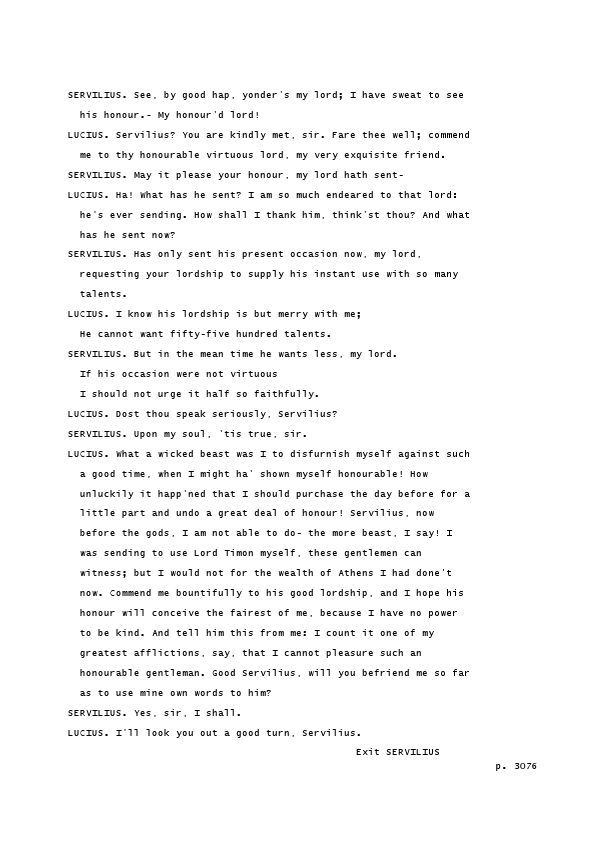 SERVILIUS. See, by good hap, yonder's my lord; I have sweat to see
his honour.- My honour'd lord!
LUCIUS. Servilius? You are kindly met, sir. Fare thee well; commend
me to thy honourable virtuous lord, my very exquisite friend.
SERVILIUS. May it please your honour, my lord hath sent-
LUCIUS. Ha! What has he sent? I am so much endeared to that lord:
he's ever sending. How shall I thank him, think'st thou? And what
has he sent now?
SERVILIUS. Has only sent his present occasion now, my lord,
requesting your lordship to supply his instant use with so many
talents.
LUCIUS. I know his lordship is but merry with me;
He cannot want fifty-five hundred talents.
SERVILIUS. But in the mean time he wants less, my lord.
If his occasion were not virtuous
I should not urge it half so faithfully.
LUCIUS. Dost thou speak seriously, Servilius?
SERVILIUS. Upon my soul, 'tis true, sir.
LUCIUS. What a wicked beast was I to disfurnish myself against such
a good time, when I might ha' shown myself honourable! How
unluckily it happ'ned that I should purchase the day before for a
little part and undo a great deal of honour! Servilius, now
before the gods, I am not able to do- the more beast, I say! I
was sending to use Lord Timon myself, these gentlemen can
witness; but I would not for the wealth of Athens I had done't
now. Commend me bountifully to his good lordship, and I hope his
honour will conceive the fairest of me, because I have no power
to be kind. And tell him this from me: I count it one of my
greatest afflictions, say, that I cannot pleasure such an
honourable gentleman. Good Servilius, will you befriend me so far
as to use mine own words to him?
SERVILIUS. Yes, sir, I shall.
LUCIUS. I'll look you out a good turn, Servilius.
Exit SERVILIUS
p. 3076